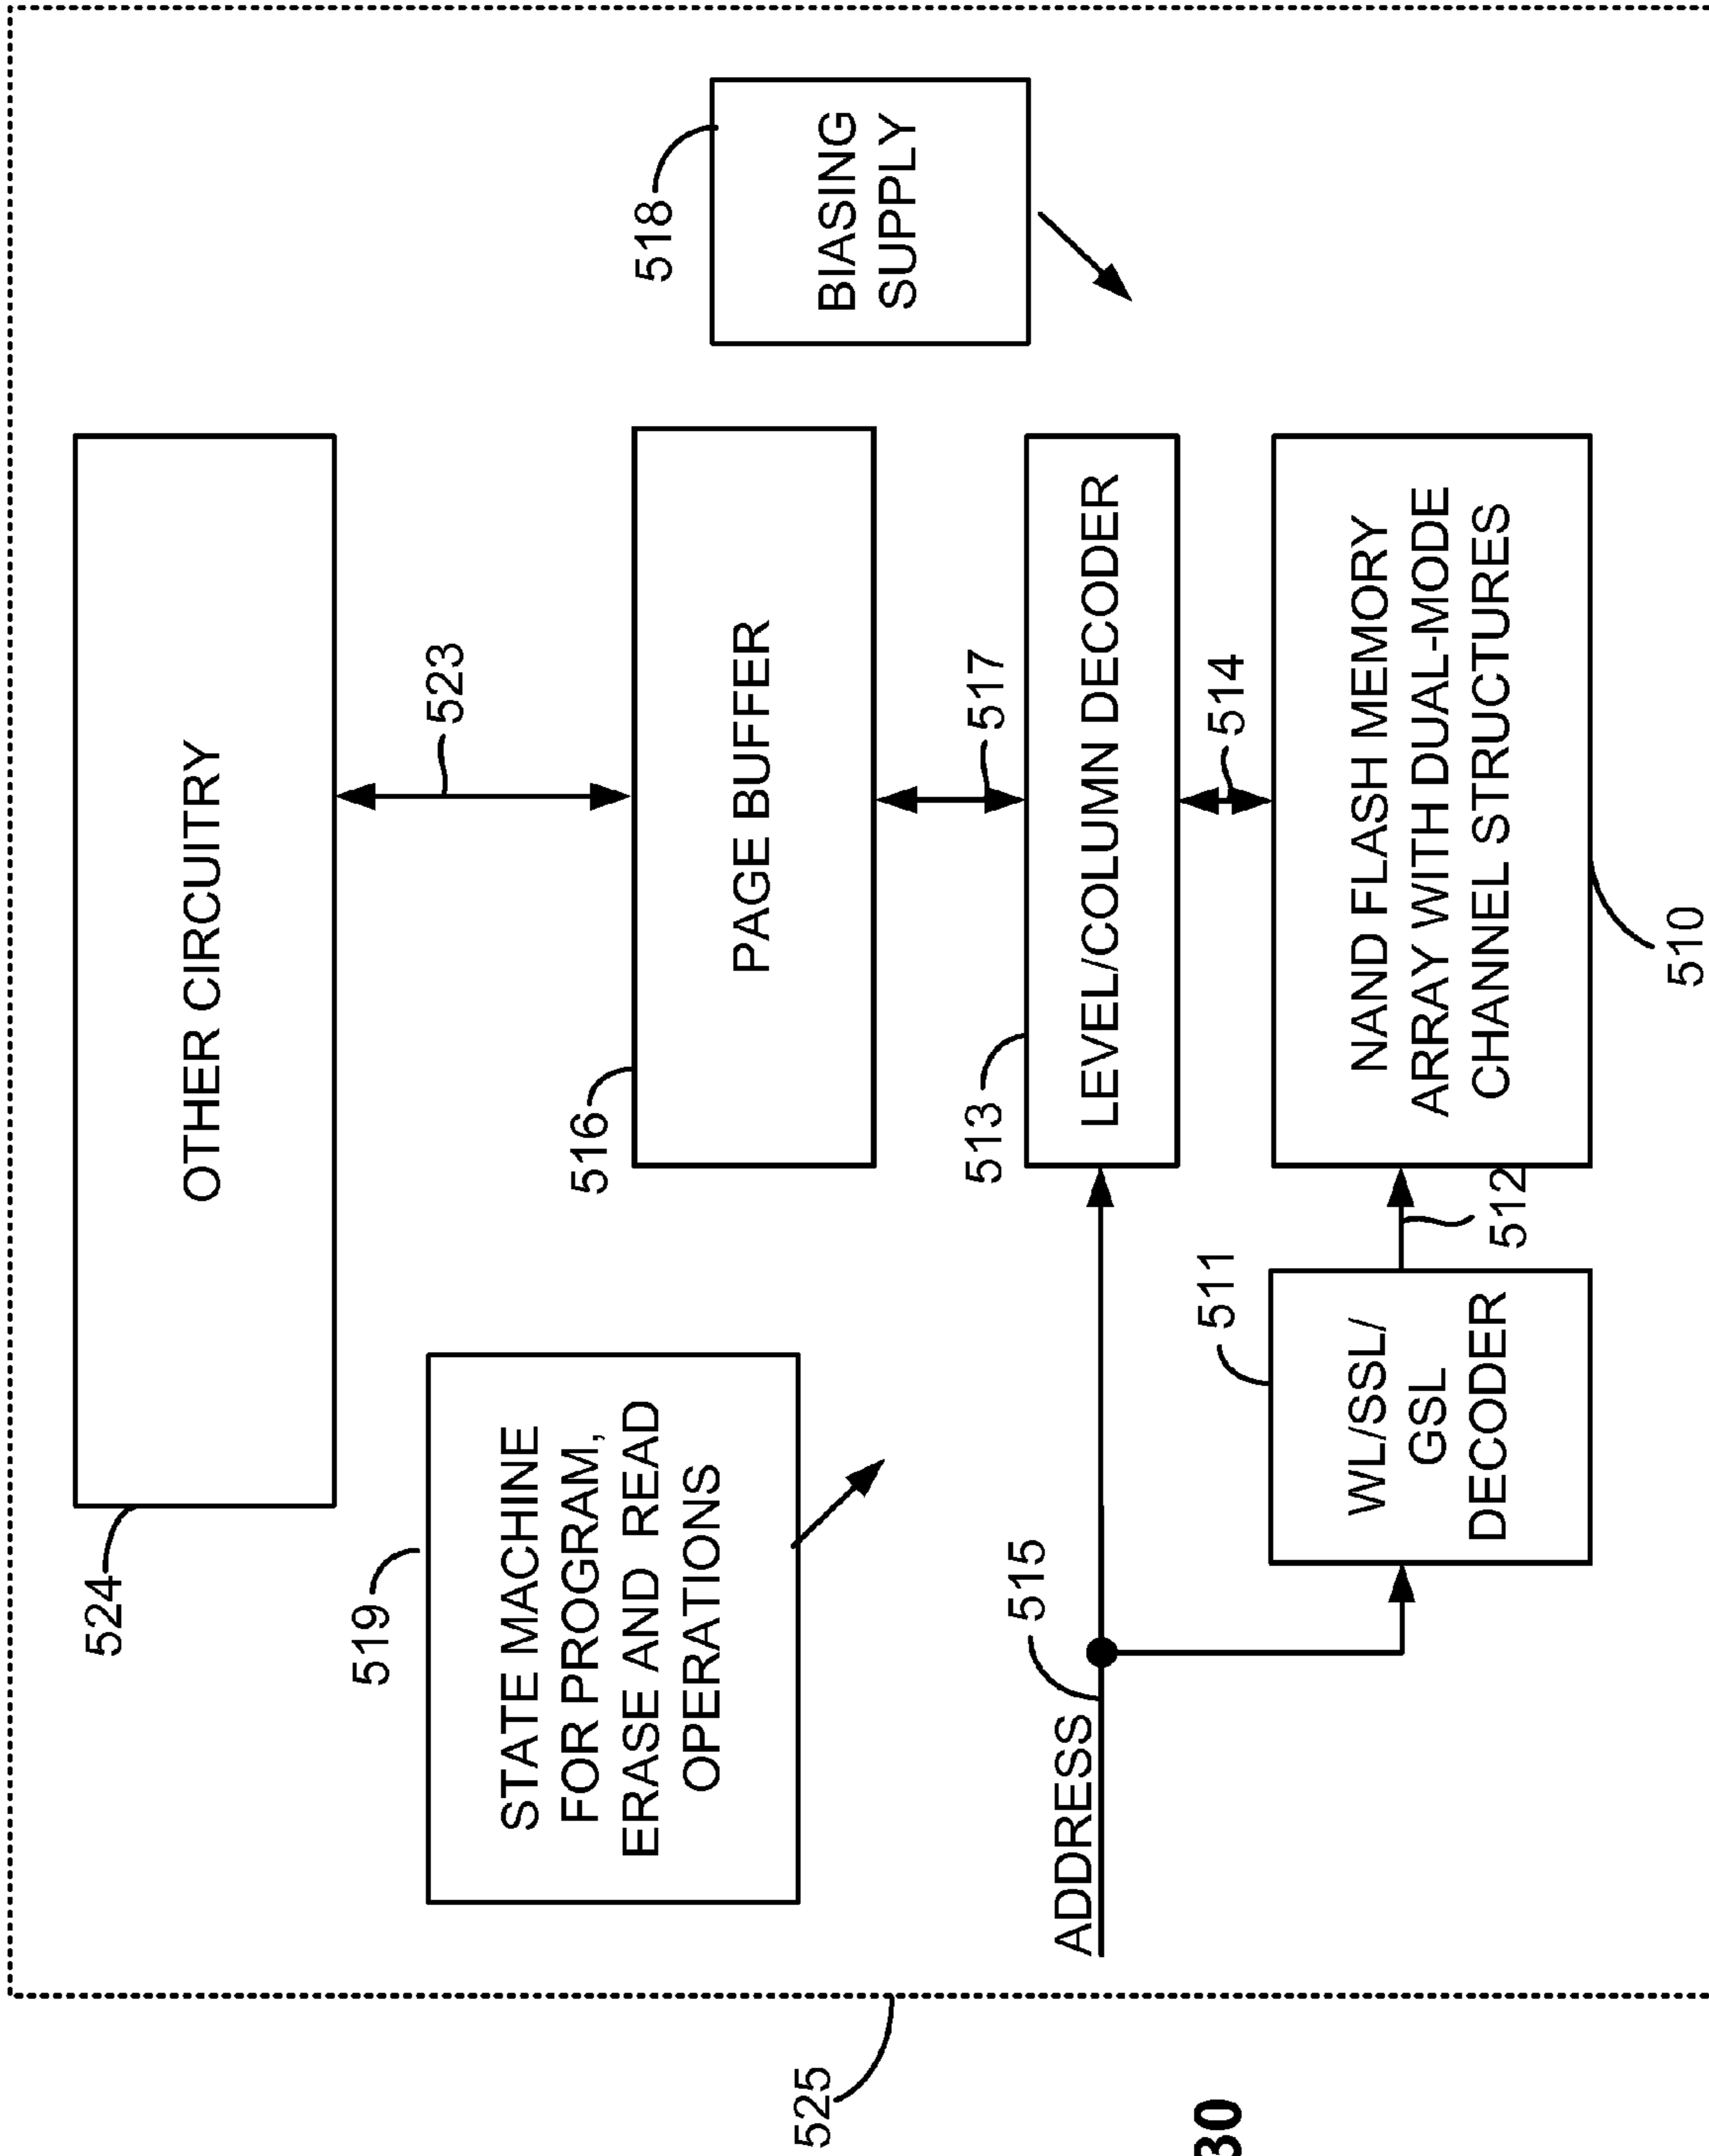 524
OTHER CIRCUITRY
519
STATE MACHINE
FOR PROGRAM,
ERASE AND READ
OPERATIONS
523
516
PAGE BUFFER
518
BIASING
SUPPLY
517
ADDRESS
515
513
LEVEL/COLUMN DECODER
514
511
WL/SSL/
GSL
DECODER
512
NAND FLASH MEMORY
ARRAY WITH DUAL-MODE
CHANNEL STRUCTURES
510
525
30